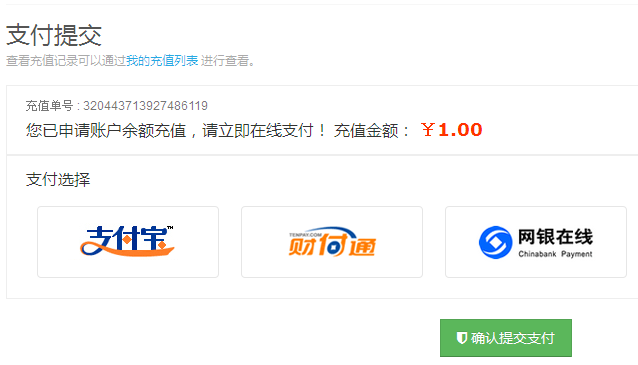 支付提交
查看充值记录可以通过我的充值列表 进行查看。
充值单号 : 320443713927486119
您已申请账户余额充值，请立即在线支付！ 充值金额： ￥1.00
支付选择
支付宝™
TENPAY.COM
财付通
网银在线
Chinabank Payment
确认提交支付